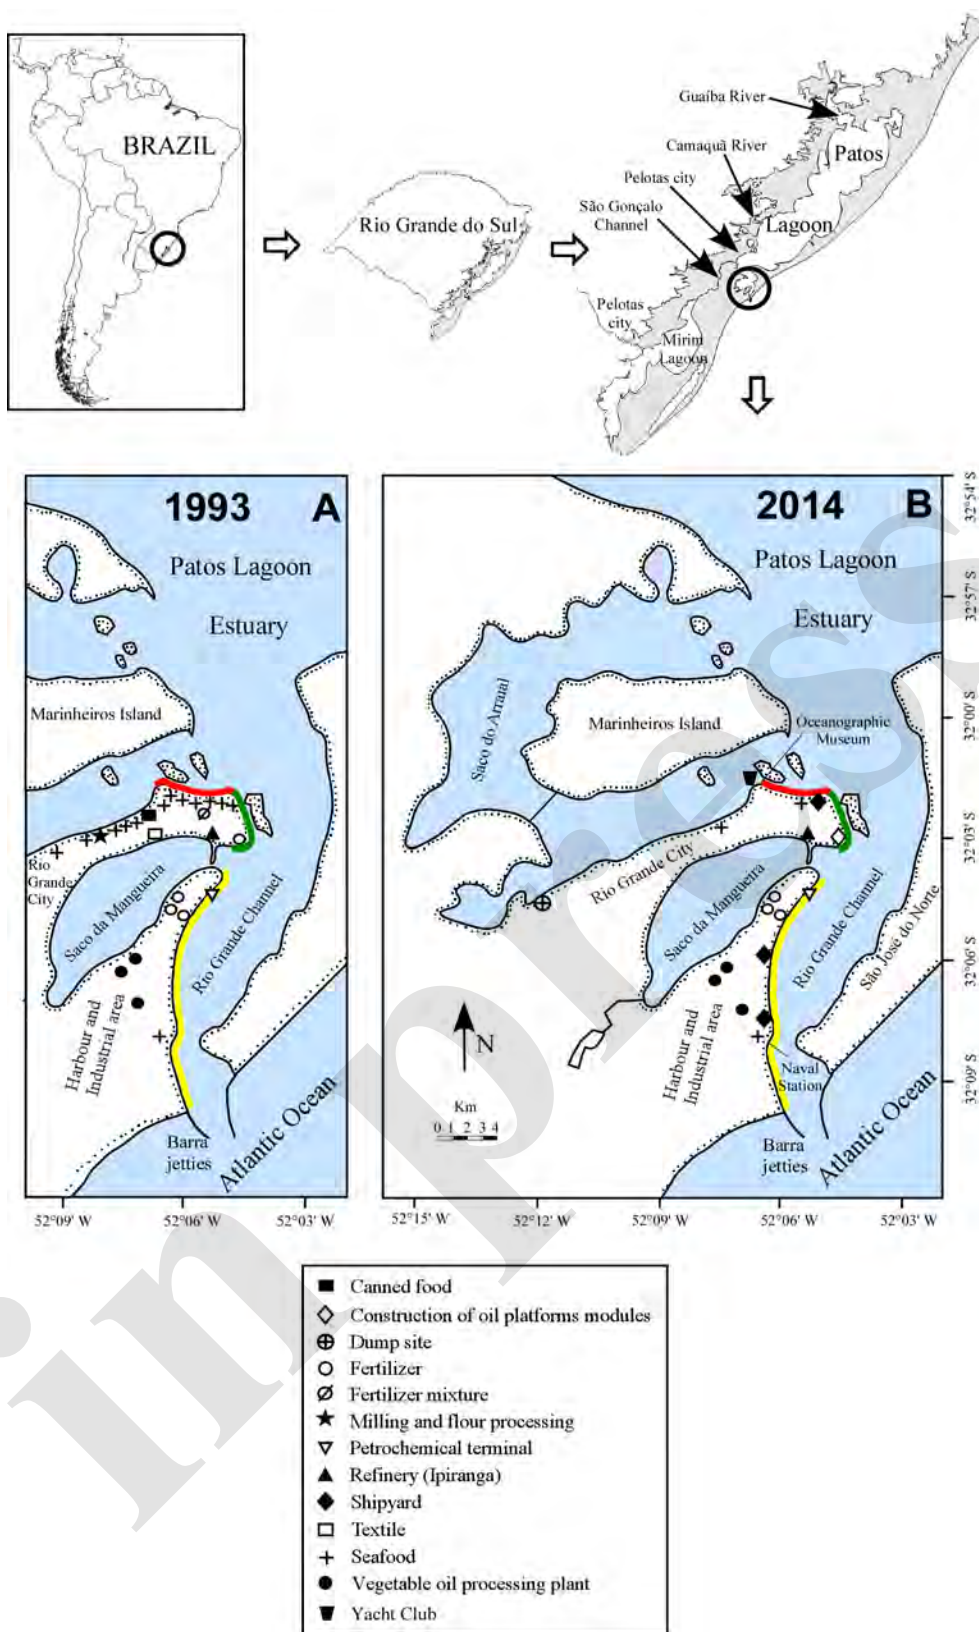 BRAZIL
Rio Grande do Sul
Guaíba River
Patos
Camaquã River
Pelotas city
Lagoon
São Gonçalo
Channel
Pelotas
city
Mirim
Lagoon
1993 A
Patos Lagoon
Estuary
Marinheiros Island
Rio
Grande
City
Saco da Mangueira
Rio Grande Channel
Harbour and
Industrial area
Barra
jetties
Atlantic Ocean
52°09' W
52°06' W
52°03' W
2014 B
Patos Lagoon
Estuary
Saco do Arraial
Marinheiros Island
Oceanographic
Museum
Rio Grande City
Saco da Mangueira
Rio Grande Channel
São José do Norte
Harbour and
Industrial area
N
Km
0 1 2 3 4
Naval
Station
Barra
jetties
Atlantic Ocean
32°54' S
32°57' S
32°00' S
32°03' S
32°06' S
32°09' S
52°15' W
52°12' W
52°09' W
52°06' W
52°03' W
Canned food
Construction of oil platforms modules
Dump site
Fertilizer
Fertilizer mixture
Milling and flour processing
Petrochemical terminal
Refinery (Ipiranga)
Shipyard
Textile
Seafood
Vegetable oil processing plant
Yacht Club
in press